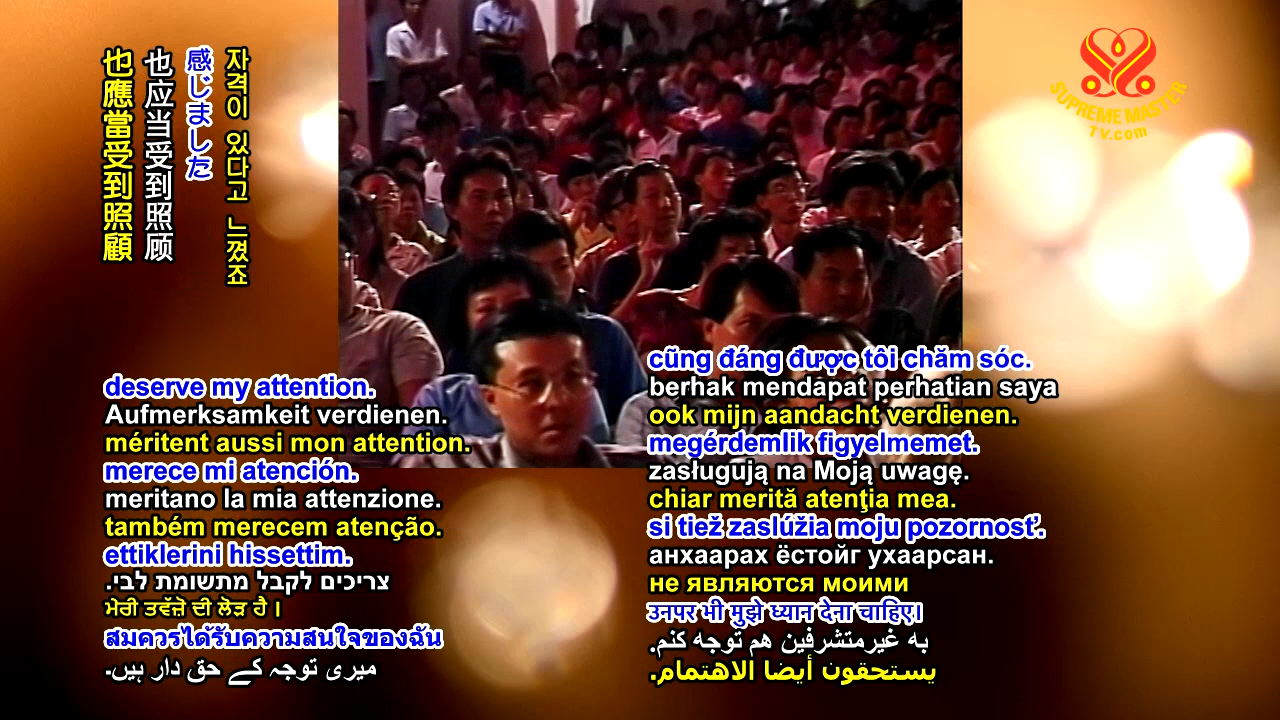 也應當受到照顧
也应当受到照顾
感じました
자격이 있다고 느꼈죠
SUPREME MASTER
TV.com
deserve my attention.
Aufmerksamkeit verdienen.
méritent aussi mon attention.
merece mi atención.
meritano la mia attenzione.
também merecem atenção.
ettiklerini hissettim.
צריכים לקבל מתשומת לבי.
ਮੇਰੀ ਤਵੱਜ਼ੋ ਦੀ ਲੋੜ ਹੈ।
สมควรได้รับความสนใจของฉัน
میری توجہ کے حق دار ہیں۔
cũng đáng được tôi chăm sóc.
berhak mendapat perhatian saya
ook mijn aandacht verdienen.
megérdemlik figyelmemet.
zasługują na Moją uwagę.
chiar merită atenţia mea.
si tiež zaslúžia moju pozornosť.
анхаарах ёстойг ухаарсан.
не являются моими
उनपर भी मुझे ध्यान देना चाहिए।
به غیرمتشرفین هم توجه کنم.
يستحقون أيضا الاهتمام.